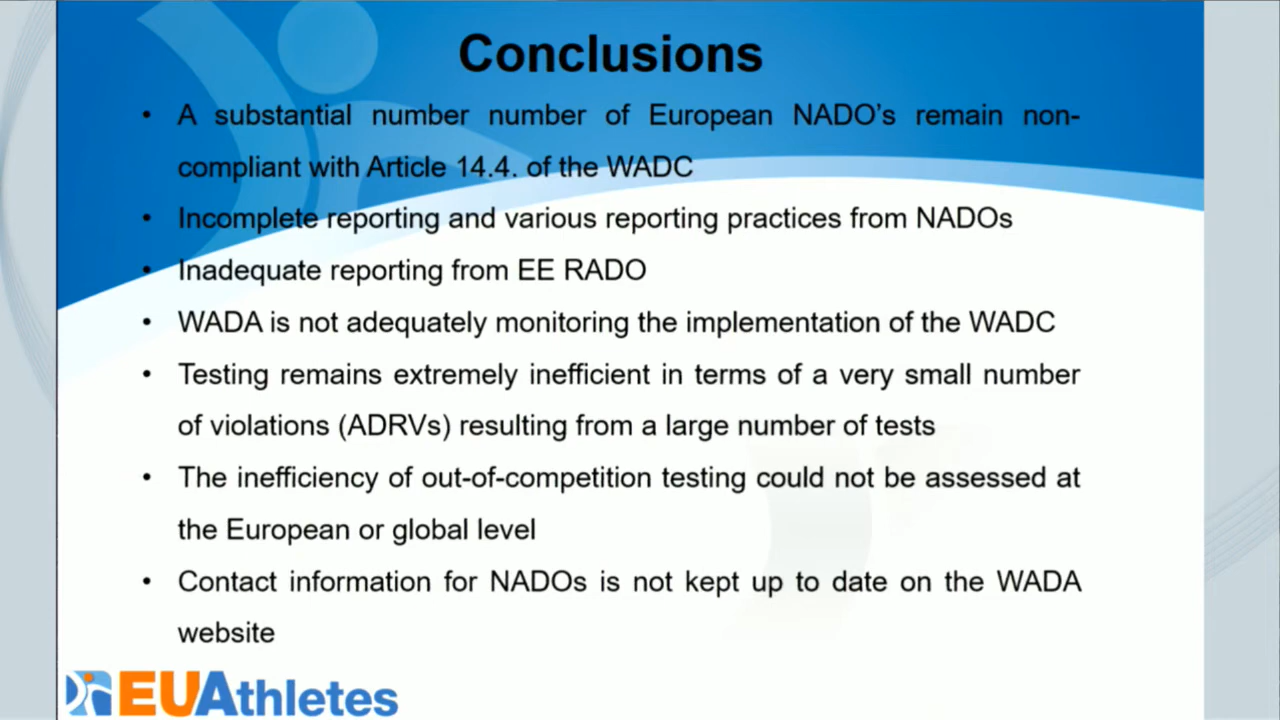 Conclusions
• A substantial number number of European NADO’s remain non-
compliant with Article 14.4. of the WADC
• Incomplete reporting and various reporting practices from NADOs
• Inadequate reporting from EE RADO
• WADA is not adequately monitoring the implementation of the WADC
• Testing remains extremely inefficient in terms of a very small number
of violations (ADRVs) resulting from a large number of tests
• The inefficiency of out-of-competition testing could not be assessed at
the European or global level
• Contact information for NADOs is not kept up to date on the WADA
website
EUAthletes